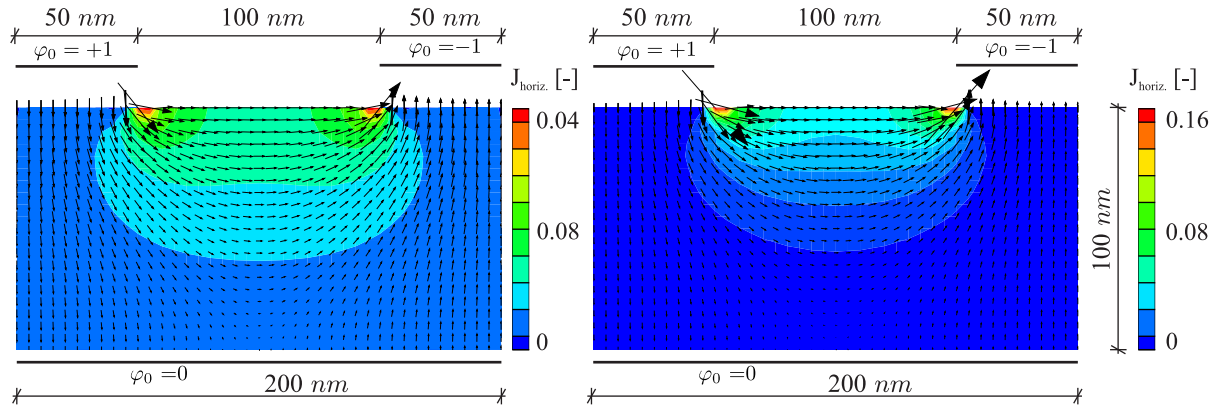 50 nm 100 nm 50 nm
φ₀ = +1 φ₀ =−1
J_horiz. [-]
0.04
0.08
0
φ₀ =0
200 nm
50 nm 100 nm 50 nm
φ₀ = +1 φ₀ =−1
J_horiz. [-]
0.16
0.08
0
100 nm
φ₀ =0
200 nm